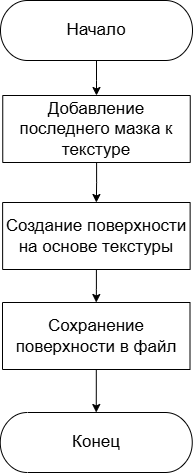 Начало
Добавление
последнего мазка к
текстуре
Создание поверхности
на основе текстуры
Сохранение
поверхности в файл
Конец